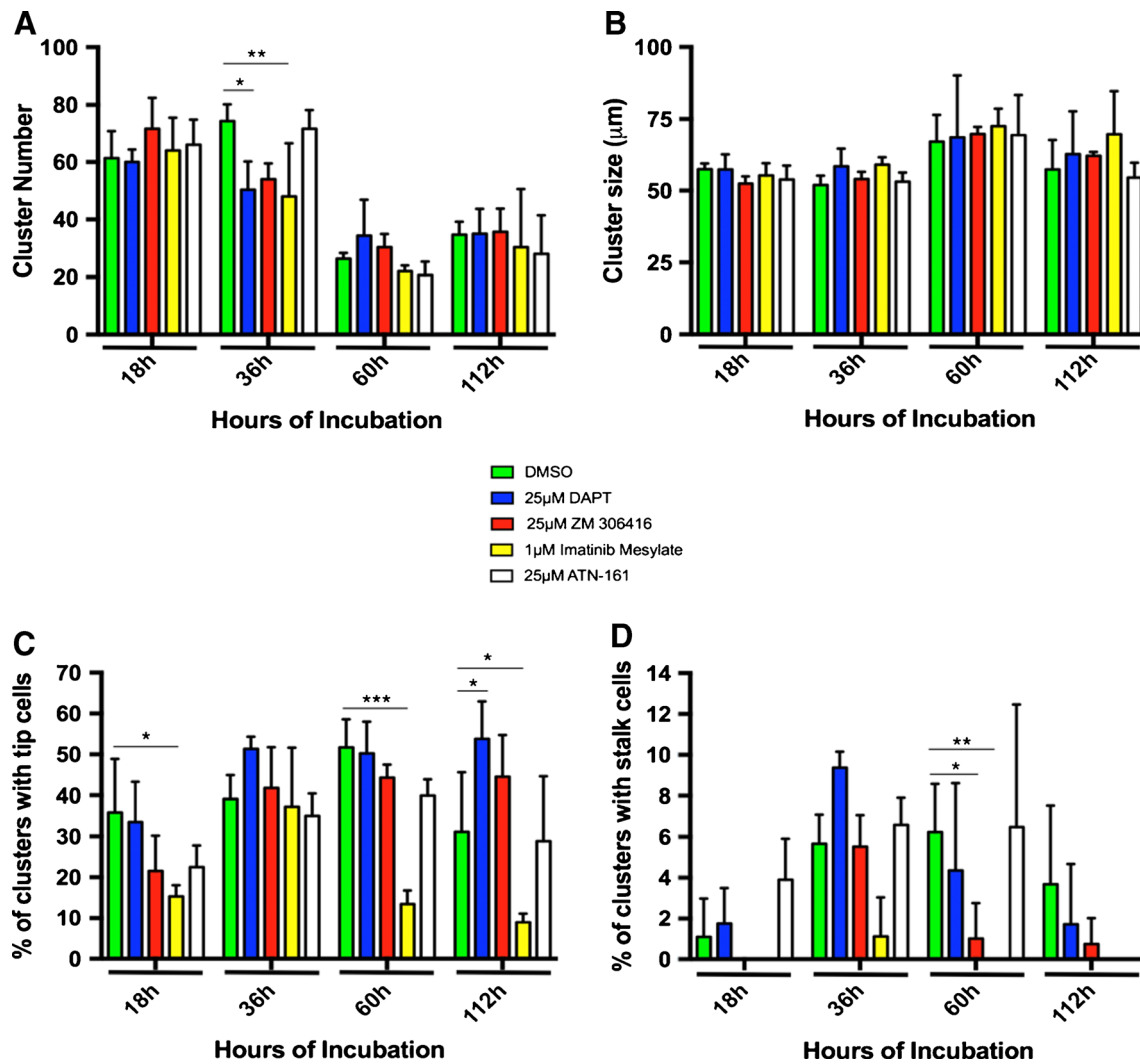 A
Cluster Number
100
80
60
40
20
0
**
*
18h
36h
60h
112h
Hours of Incubation
B
Cluster size (μm)
100
75
50
25
0
18h
36h
60h
112h
Hours of Incubation
DMSO
25μM DAPT
25μM ZM 306416
1μM Imatinib Mesylate
25μM ATN-161
C
% of clusters with tip cells
70
60
50
40
30
20
10
0
*
***
*
*
18h
36h
60h
112h
Hours of Incubation
D
% of clusters with stalk cells
14
12
10
8
6
4
2
0
**
*
18h
36h
60h
112h
Hours of Incubation